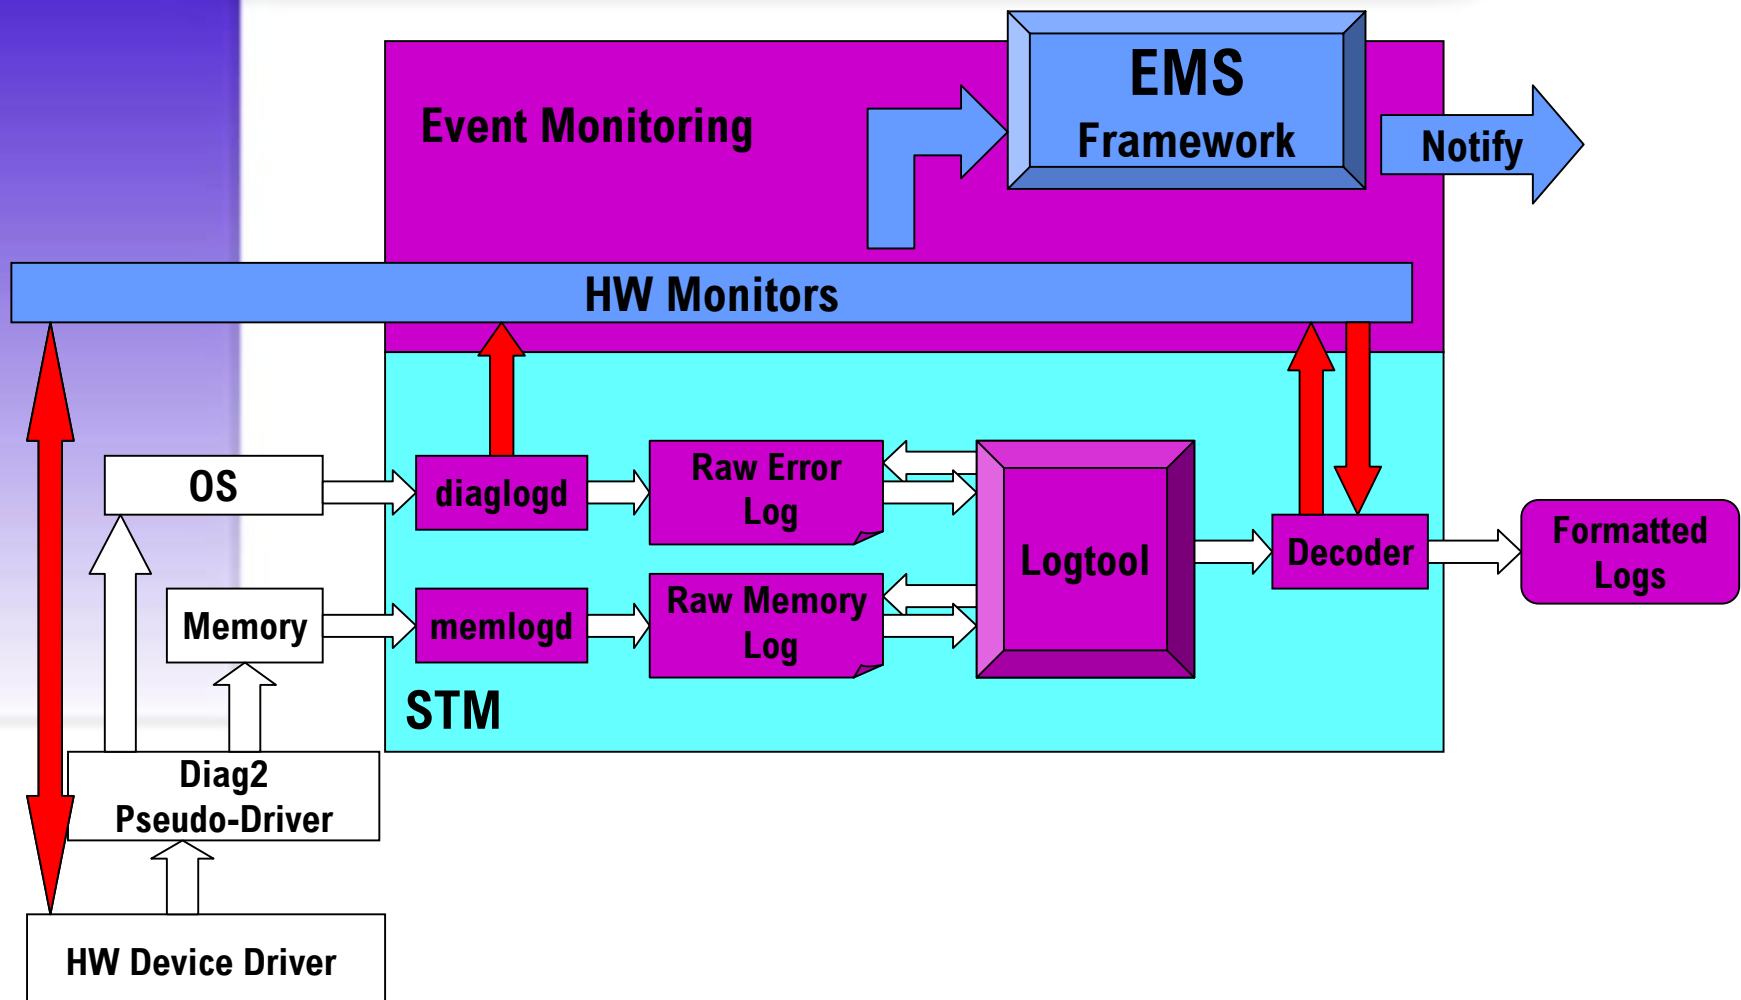 EMS
Framework
Event Monitoring
Notify
HW Monitors
OS
diaglogd
Raw Error
Log
Logtool
Decoder
Formatted
Logs
Memory
memlogd
Raw Memory
Log
STM
Diag2
Pseudo-Driver
HW Device Driver